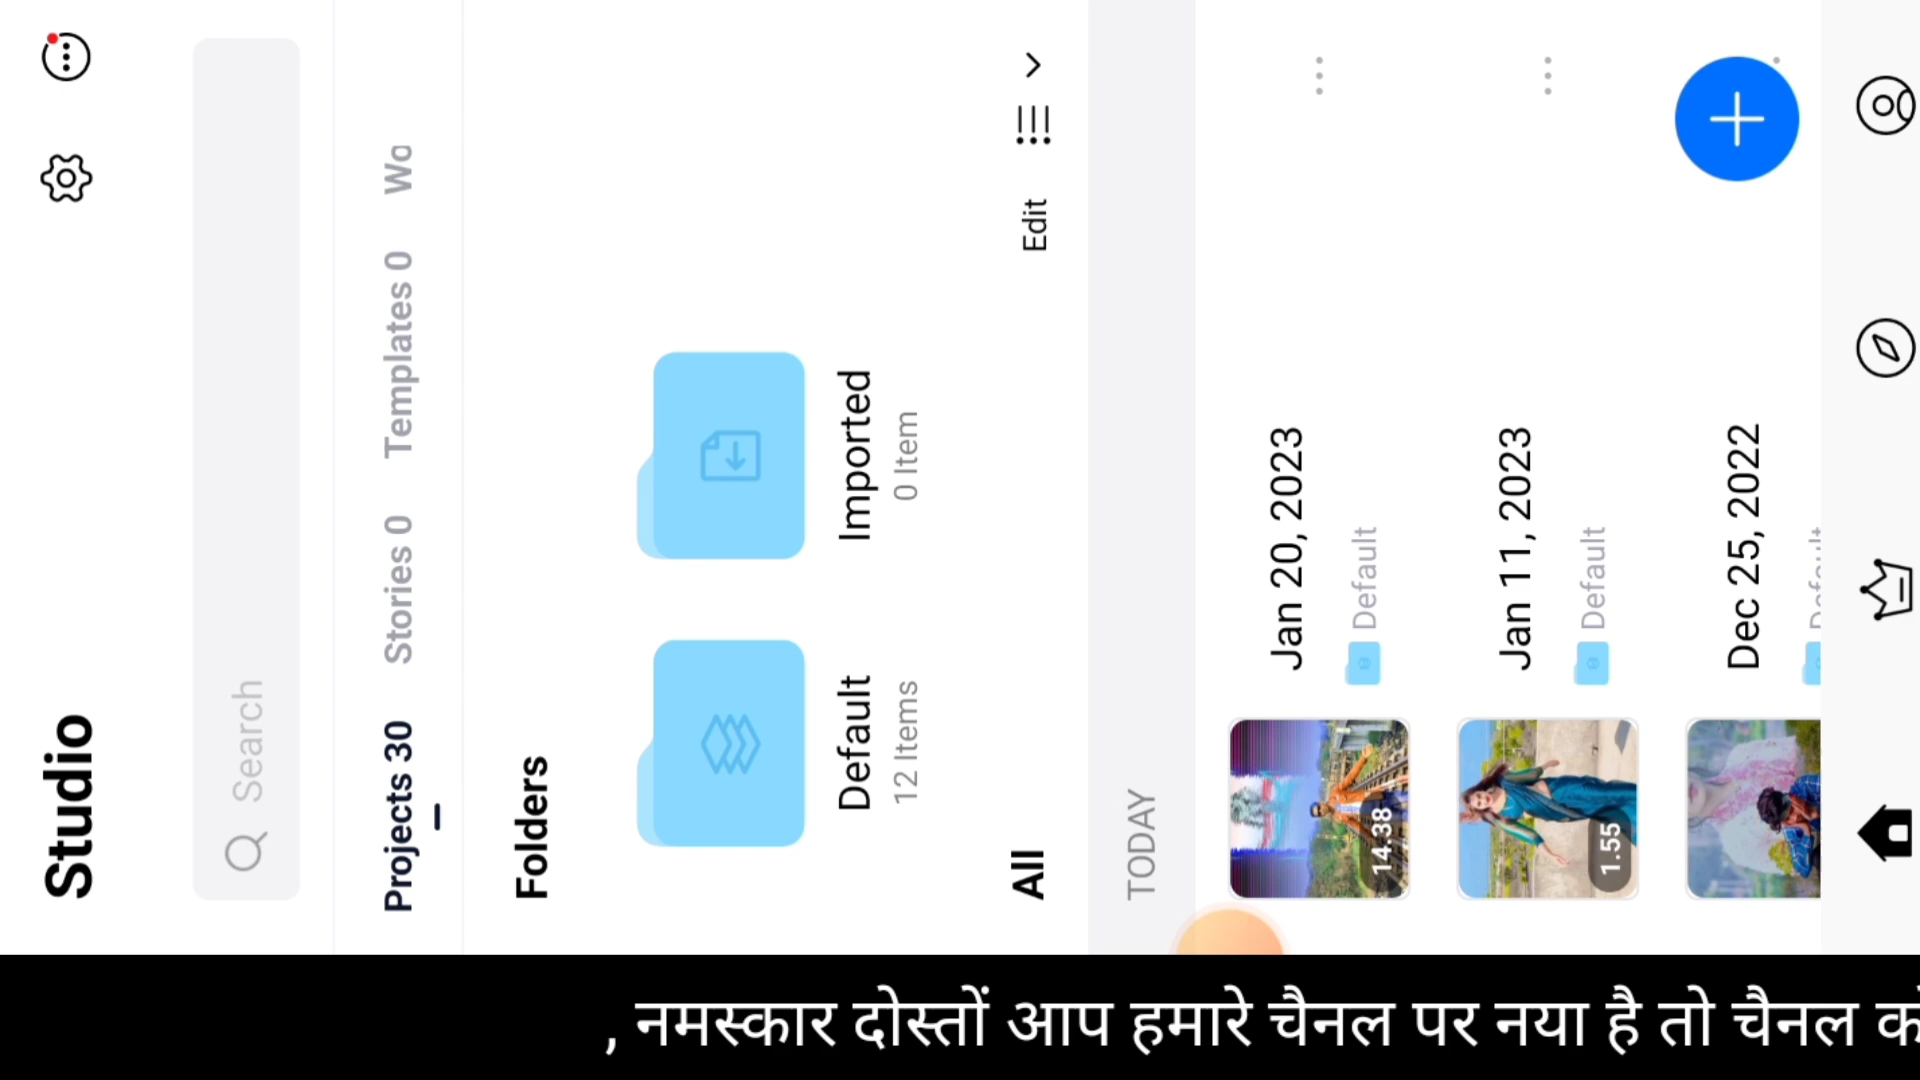 Studio
Search
Projects 30 Stories 0 Templates 0 Wo
Folders
Default Imported
12 Items 0 Item
All Edit
TODAY
Jan 20, 2023
Default
14.38
Jan 11, 2023
Default
1.55
Dec 25, 2022
Default
, नमस्कार दोस्तों आप हमारे चैनल पर नया है तो चैनल को